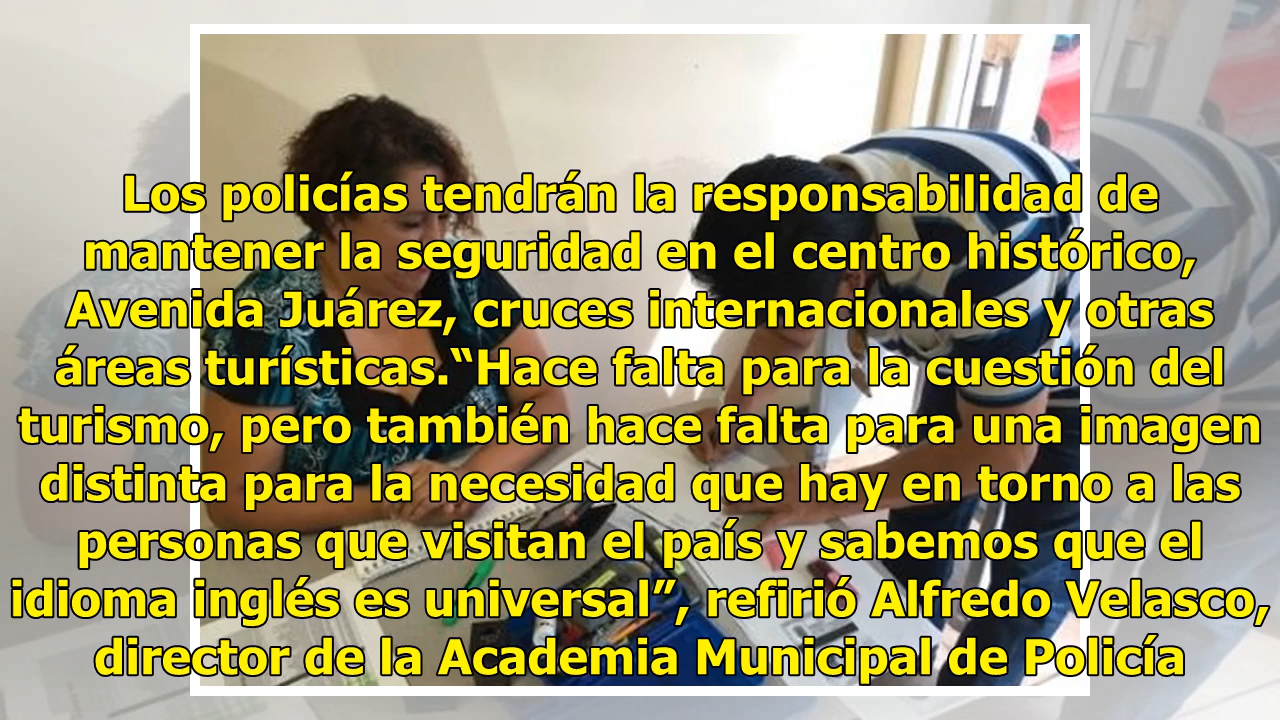 Los policías tendrán la responsabilidad de
mantener la seguridad en el centro histórico,
Avenida Juárez, cruces internacionales y otras
áreas turísticas.“Hace falta para la cuestión del
turismo, pero también hace falta para una imagen
distinta para la necesidad que hay en torno a las
personas que visitan el país y sabemos que el
idioma inglés es universal”, refirió Alfredo Velasco,
director de la Academia Municipal de Policía